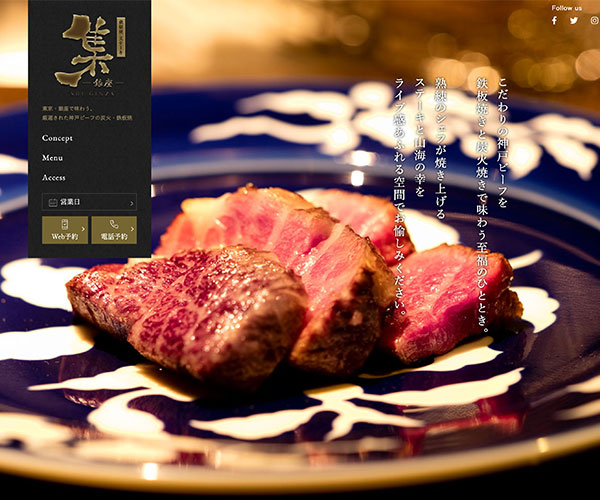 Follow us
集
銀座
東京・銀座で味わう、
厳選された神戸ビーフの炭火・鉄板焼
Concept
Menu
Access
営業日
Web予約
電話予約
こだわりの神戸ビーフを
鉄板焼きと炭火焼きで味わう至福のひととき。
熟練のシェフが焼き上げる
ステーキと山海の幸を
ライブ感あふれる空間でお愉しみください。